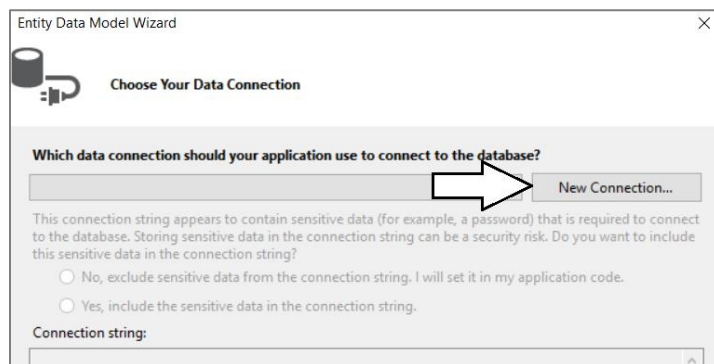 Entity Data Model Wizard
Choose Your Data Connection
Which data connection should your application use to connect to the database?
New Connection...
This connection string appears to contain sensitive data (for example, a password) that is required to connect
to the database. Storing sensitive data in the connection string can be a security risk. Do you want to include
this sensitive data in the connection string?
No, exclude sensitive data from the connection string. I will set it in my application code.
Yes, include the sensitive data in the connection string.
Connection string: